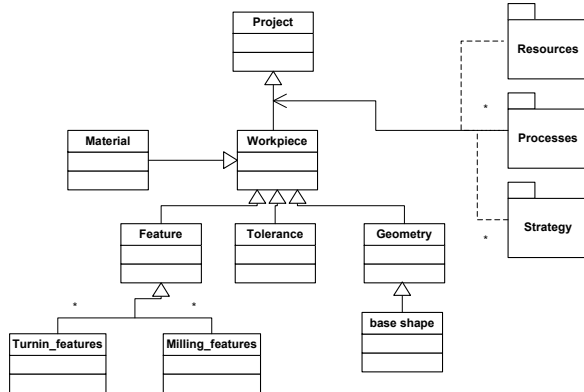 Project
Resources
*
Material
Workpiece
Processes
Feature
Tolerance
Geometry
Strategy
*
*
*
base shape
Turnin_features
Milling_features